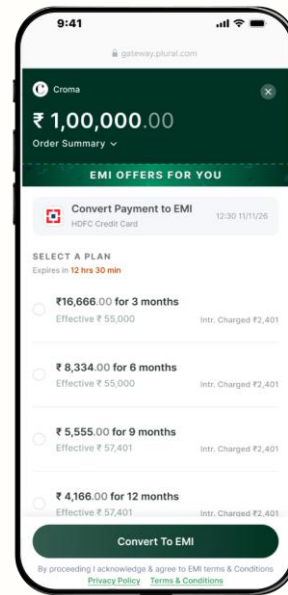 9:41
gateway.plural.com
Croma
₹ 1,00,000.00
Order Summary
EMI OFFERS FOR YOU
Convert Payment to EMI
HDFC Credit Card
12:30 11/11/26
SELECT A PLAN
Expires in 12 hrs 30 min
₹16,666.00 for 3 months
Effective ₹ 55,000
Intr. Charged ₹2,401
₹ 8,334.00 for 6 months
Effective ₹ 55,000
Intr. Charged ₹2,401
₹ 5,555.00 for 9 months
Effective ₹ 57,401
Intr. Charged ₹2,401
₹ 4,166.00 for 12 months
Effective ₹ 57,401
Intr. Charged ₹2,401
Convert To EMI
By proceeding I acknowledge & agree to EMI terms & Conditions
Privacy Policy Terms & Conditions